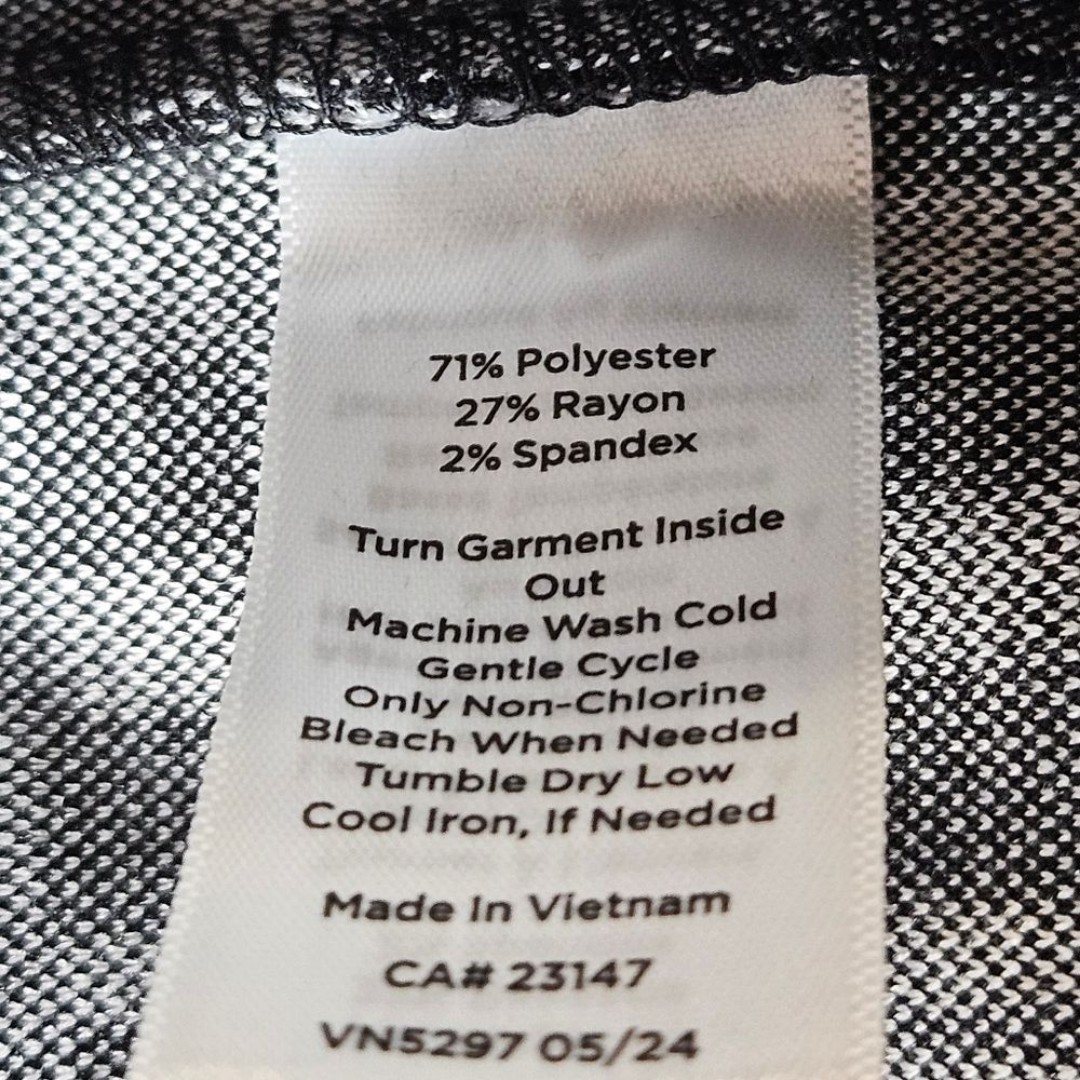 71% Polyester
27% Rayon
2% Spandex
Turn Garment Inside
Out
Machine Wash Cold
Gentle Cycle
Only Non-Chlorine
Bleach When Needed
Tumble Dry Low
Cool Iron, If Needed
Made In Vietnam
CA# 23147
VN5297 05/24